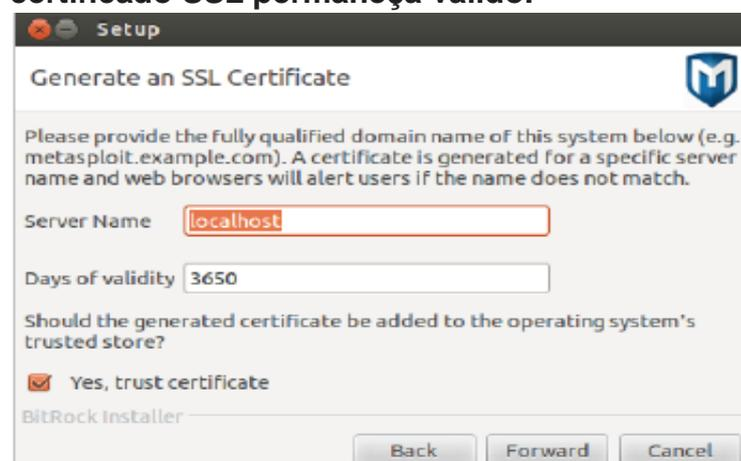 certificado SSL permaneça válido.
Setup
Generate an SSL Certificate
Please provide the fully qualified domain name of this system below (e.g.
metasploit.example.com). A certificate is generated for a specific server
name and web browsers will alert users if the name does not match.
Server Name localhost
Days of validity 3650
Should the generated certificate be added to the operating system's
trusted store?
Yes, trust certificate
BitRock Installer
Back Forward Cancel